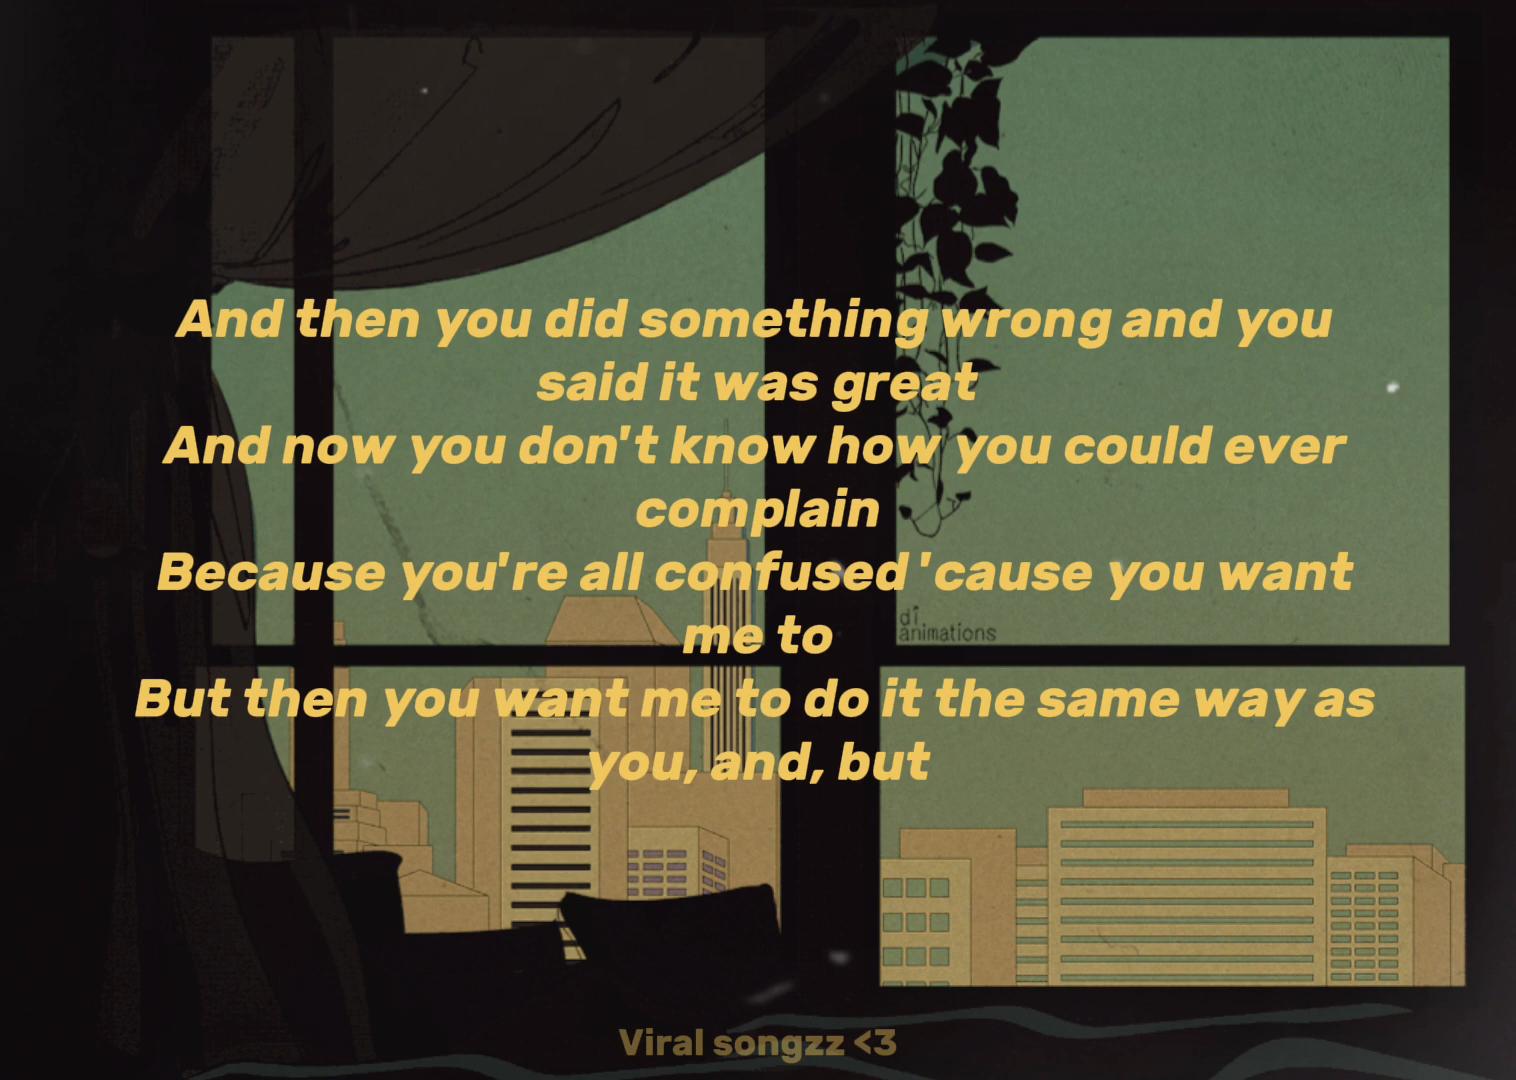 And then you did something wrong and you
said it was great
And now you don't know how you could ever
complain
Because you're all confused 'cause you want
me to
But then you want me to do it the same way as
you, and, but
di
animations
Viral songzz <3